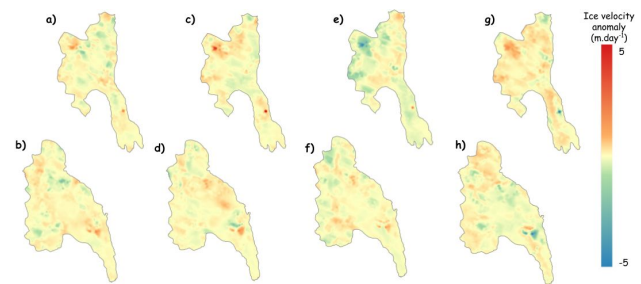 a)
c)
e)
g)
Ice velocity
anomaly
(m.day⁻¹)
5
b)
d)
f)
h)
-5